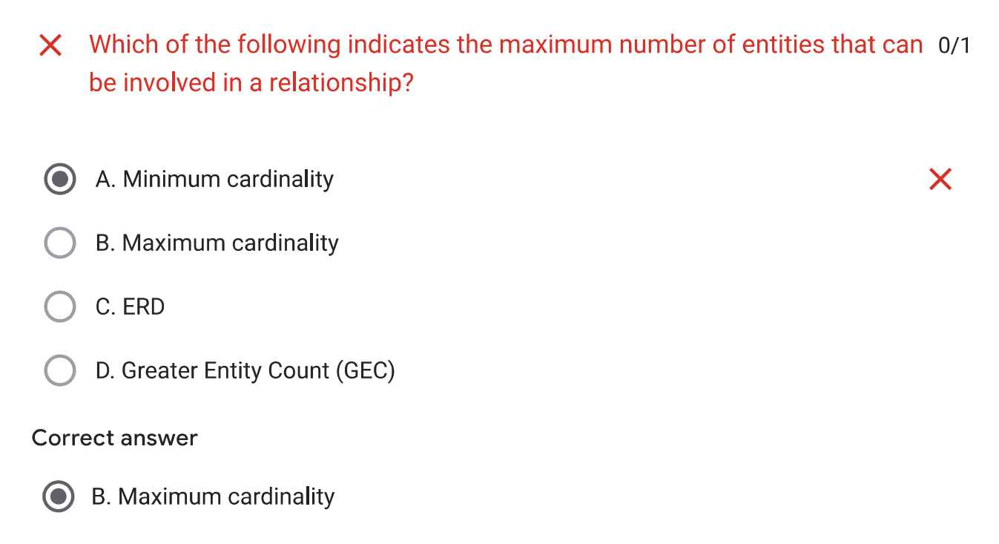 Which of the following indicates the maximum number of entities that can 0/1
be involved in a relationship?
A. Minimum cardinality
B. Maximum cardinality
C. ERD
D. Greater Entity Count (GEC)
Correct answer
B. Maximum cardinality